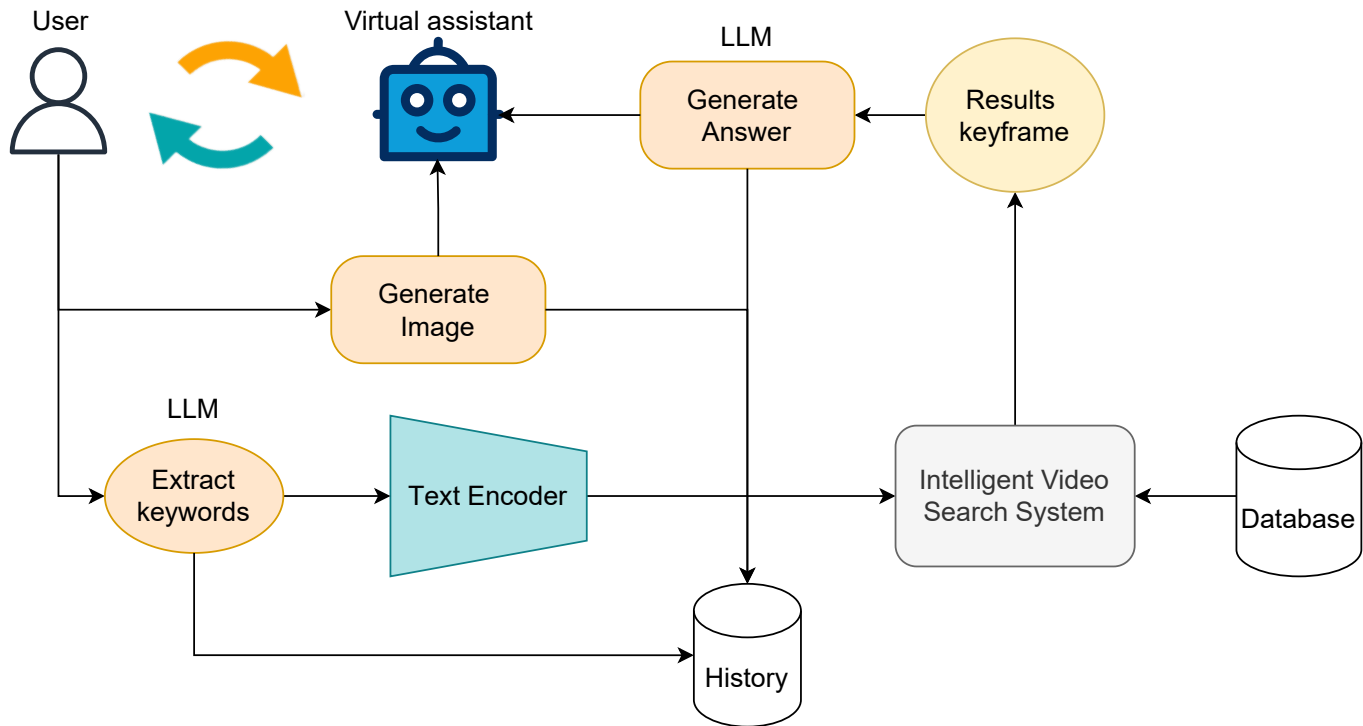 User
Virtual assistant
LLM
Generate
Answer
Results
keyframe
Generate
Image
LLM
Extract
keywords
Text Encoder
Intelligent Video
Search System
Database
History